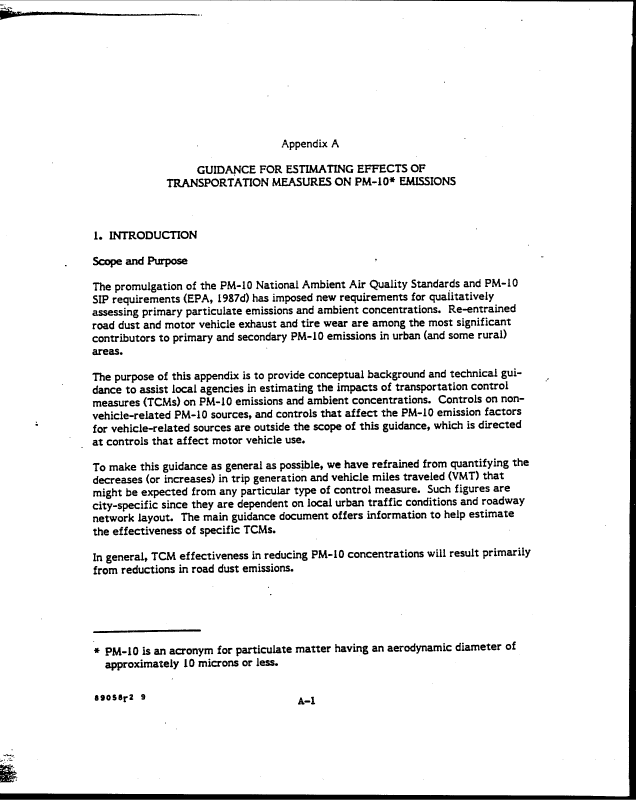 Appendix A
GUIDANCE FOR ESTIMATING EFFECTS OF
TRANSPORTATION MEASURES ON PM-10* EMISSIONS
1. INTRODUCTION
Scope and Purpose
The promulgation of the PM-10 National Ambient Air Quality Standards and PM-10
SIP requirements (EPA, 1987d) has imposed new requirements for qualitatively
assessing primary particulate emissions and ambient concentrations. Re-entrained
road dust and motor vehicle exhaust and tire wear are among the most significant
contributors to primary and secondary PM-10 emissions in urban (and some rural)
areas.
The purpose of this appendix is to provide conceptual background and technical gui-
dance to assist local agencies in estimating the impacts of transportation control
measures (TCMs) on PM-10 emissions and ambient concentrations. Controls on non-
vehicle-related PM-10 sources, and controls that affect the PM-10 emission factors
for vehicle-related sources are outside the scope of this guidance, which is directed
at controls that affect motor vehicle use.
To make this guidance as general as possible, we have refrained from quantifying the
decreases (or increases) in trip generation and vehicle miles traveled (VMT) that
might be expected from any particular type of control measure. Such figures are
city-specific since they are dependent on local urban traffic conditions and roadway
network layout. The main guidance document offers information to help estimate
the effectiveness of specific TCMs.
In general, TCM effectiveness in reducing PM-10 concentrations will result primarily
from reductions in road dust emissions.
* PM-10 is an acronym for particulate matter having an aerodynamic diameter of
approximately 10 microns or less.
89058r2 9
A-1